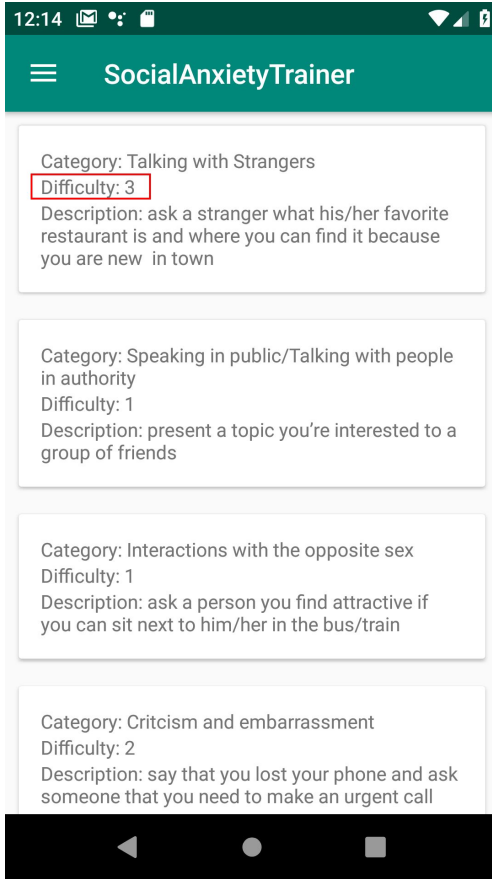 12:14
SocialAnxietyTrainer
Category: Talking with Strangers
Difficulty: 3
Description: ask a stranger what his/her favorite
restaurant is and where you can find it because
you are new  in town
Category: Speaking in public/Talking with people
in authority
Difficulty: 1
Description: present a topic you’re interested to a
group of friends
Category: Interactions with the opposite sex
Difficulty: 1
Description: ask a person you find attractive if
you can sit next to him/her in the bus/train
Category: Critcism and embarrassment
Difficulty: 2
Description: say that you lost your phone and ask
someone that you need to make an urgent call